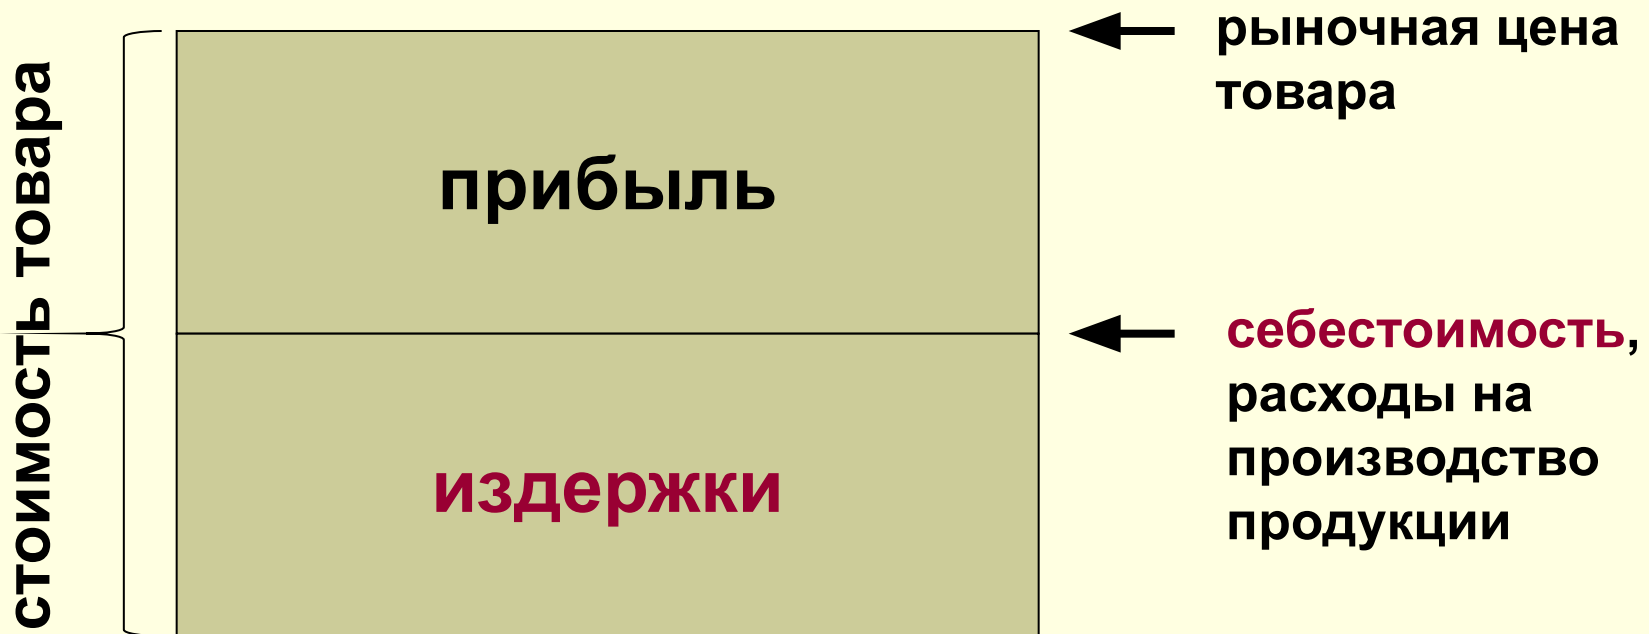 стоимость товара
прибыль
издержки
рыночная цена
товара
себестоимость,
расходы на
производство
продукции